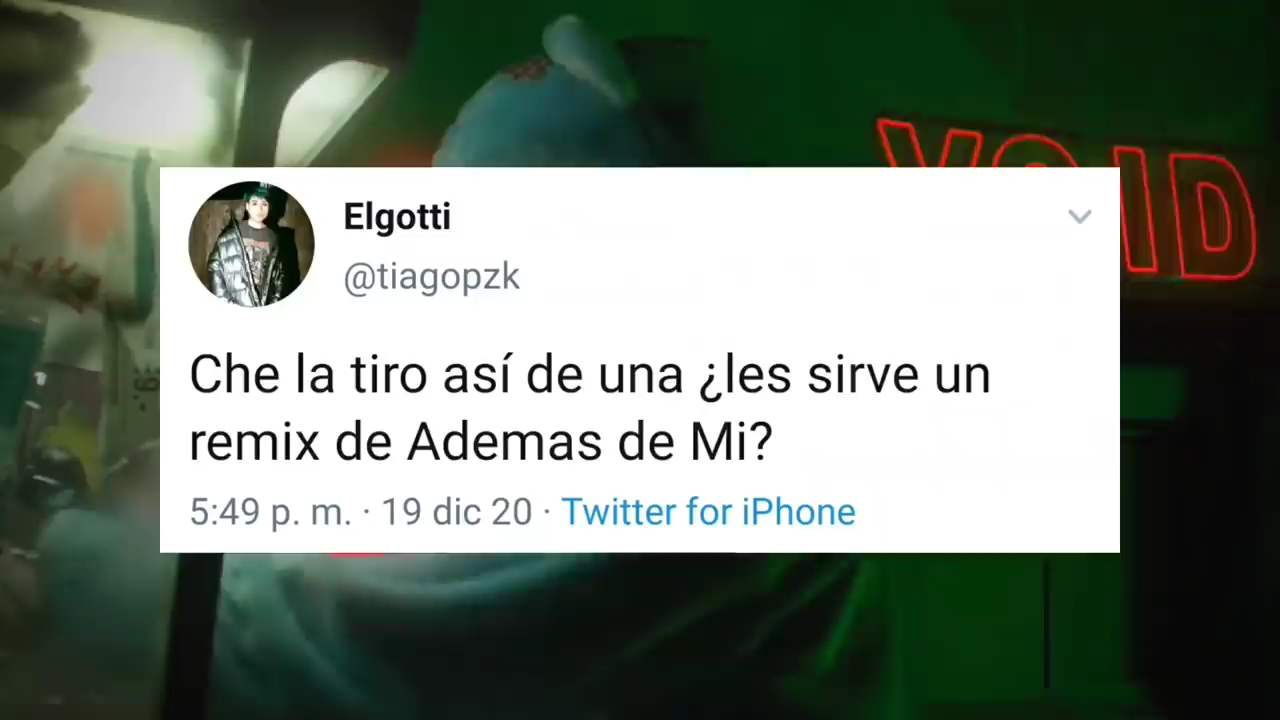 VOID
Elgotti
@tiagopzk
Che la tiro así de una ¿les sirve un
remix de Ademas de Mi?
5:49 p. m. · 19 dic 20 · Twitter for iPhone